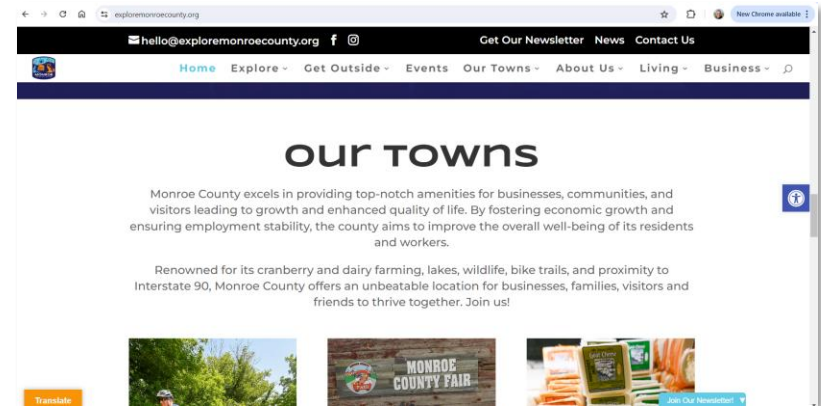 exploremonroecounty.org
New Chrome available
hello@exploremonroecounty.org
Get Our Newsletter News Contact Us
Home Explore Get Outside Events Our Towns About Us Living Business
our Towns
Monroe County excels in providing top-notch amenities for businesses, communities, and
visitors leading to growth and enhanced quality of life. By fostering economic growth and
ensuring employment stability, the county aims to improve the overall well-being of its residents
and workers.
Renowned for its cranberry and dairy farming, lakes, wildlife, bike trails, and proximity to
Interstate 90, Monroe County offers an unbeatable location for businesses, families, visitors and
friends to thrive together. Join us!
MONROE
COUNTY FAIR
Translate
Join Our Newsletter!